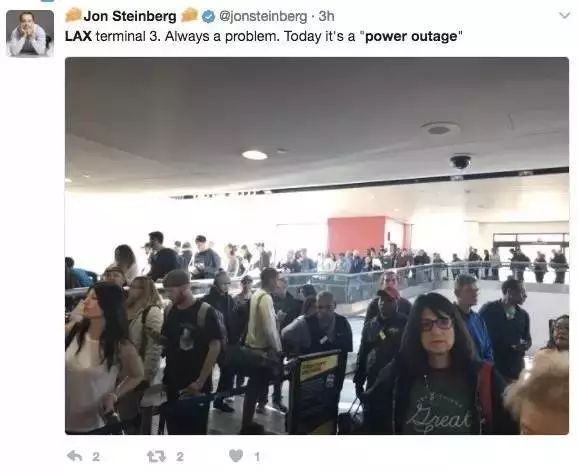 Jon Steinberg @jonsteinberg · 3h
LAX terminal 3. Always a problem. Today it's a "power outage"
Great
2 2 1